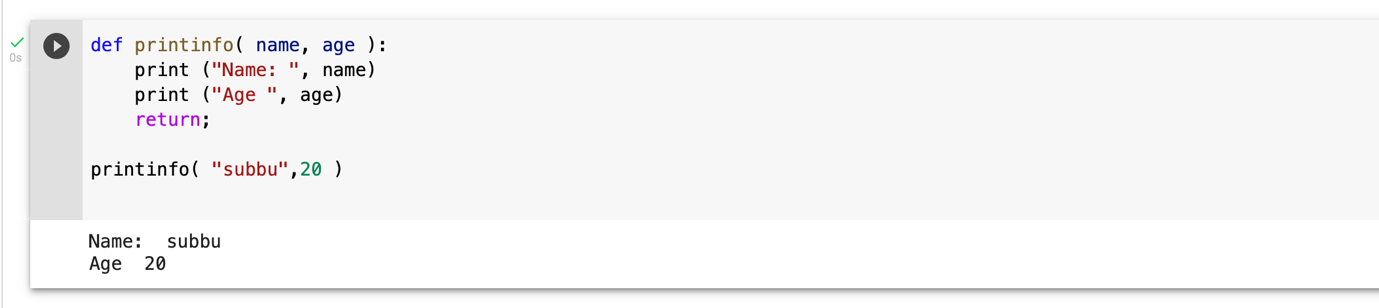 0s
def printinfo( name, age ):
    print ("Name: ", name)
    print ("Age ", age)
    return;
printinfo( "subbu",20 )
Name:  subbu
Age  20